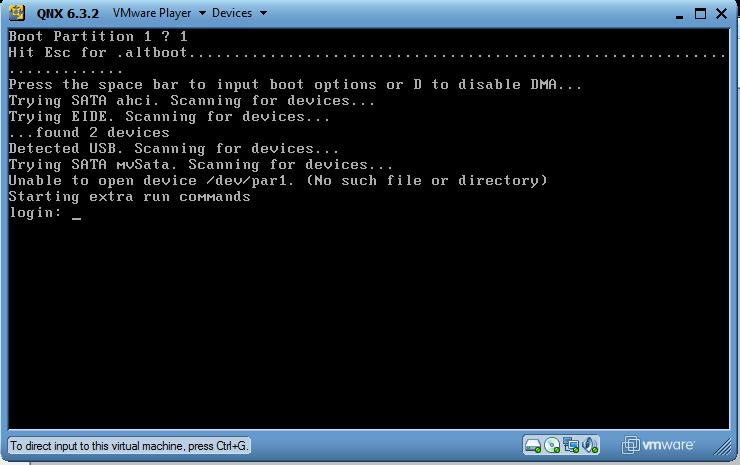 QNX 6.3.2 VMware Player Devices
Boot Partition 1 ? 1
Hit Esc for .altboot....................................................................
.............
Press the space bar to input boot options or D to disable DMA...
Trying SATA ahci. Scanning for devices...
Trying EIDE. Scanning for devices...
...found 2 devices
Detected USB. Scanning for devices...
Trying SATA mvSata. Scanning for devices...
Unable to open device /dev/par1. (No such file or directory)
Starting extra run commands
login: _
To direct input to this virtual machine, press Ctrl+G.
vmware